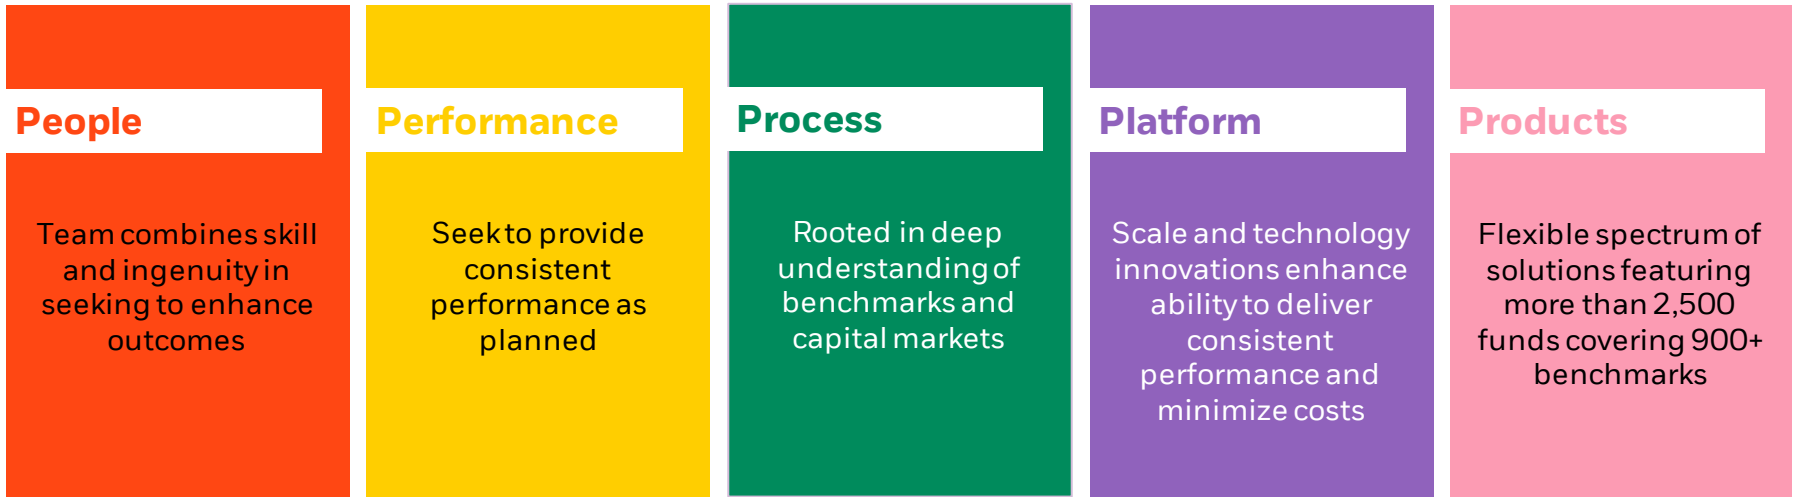 People
Team combines skill
and ingenuity in
seeking to enhance
outcomes
Performance
Seek to provide
consistent
performance as
planned
Process
Rooted in deep
understanding of
benchmarks and
capital markets
Platform
Scale and technology
innovations enhance
ability to deliver
consistent
performance and
minimize costs
Products
Flexible spectrum of
solutions featuring
more than 2,500
funds covering 900+
benchmarks